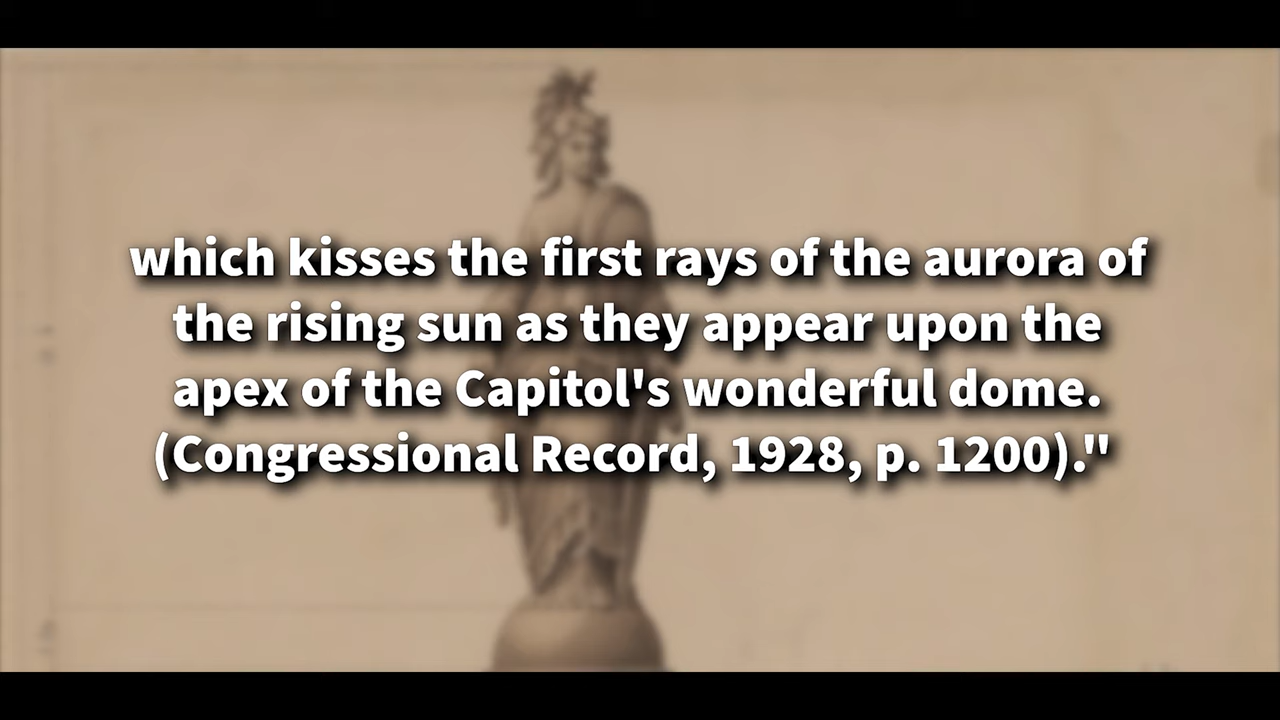 which kisses the first rays of the aurora of
the rising sun as they appear upon the
apex of the Capitol's wonderful dome.
(Congressional Record, 1928, p. 1200)."